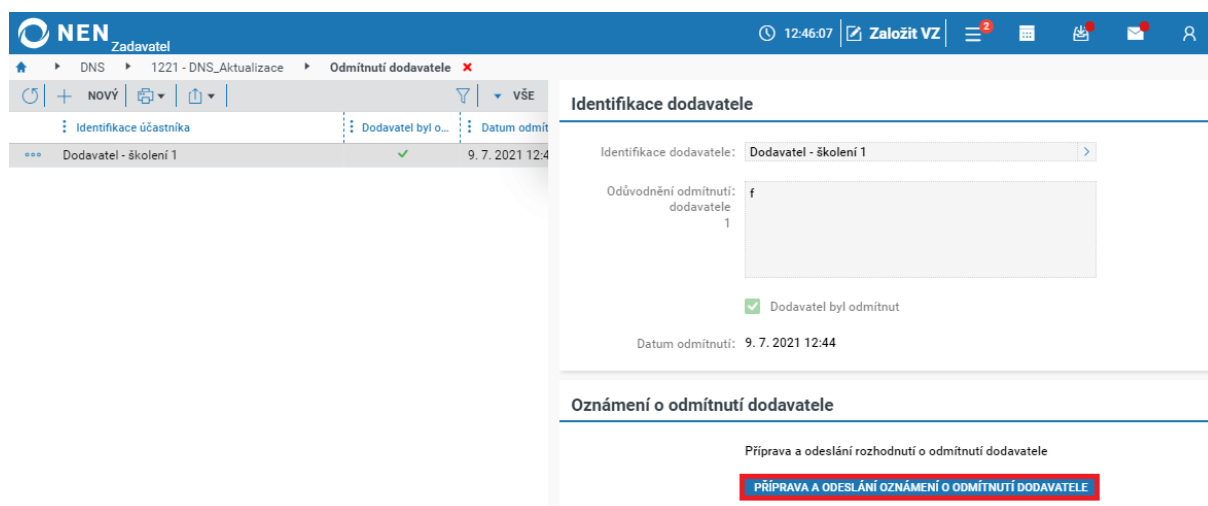 NEN Zadavatel
12:46:07 Založit VZ 2
DNS 1221 - DNS_Aktualizace Odmítnutí dodavatele
NOVÝ VŠE
Identifikace účastníka Dodavatel byl o... Datum odmít
Dodavatel - školení 1 9. 7. 2021 12:4
Identifikace dodavatele
Identifikace dodavatele: Dodavatel - školení 1
Odůvodnění odmítnutí: f
dodavatele
1
Dodavatel byl odmítnut
Datum odmítnutí: 9. 7. 2021 12:44
Oznámení o odmítnutí dodavatele
Příprava a odeslání rozhodnutí o odmítnutí dodavatele
PŘÍPRAVA A ODESLÁNÍ OZNÁMENÍ O ODMÍTNUTÍ DODAVATELE